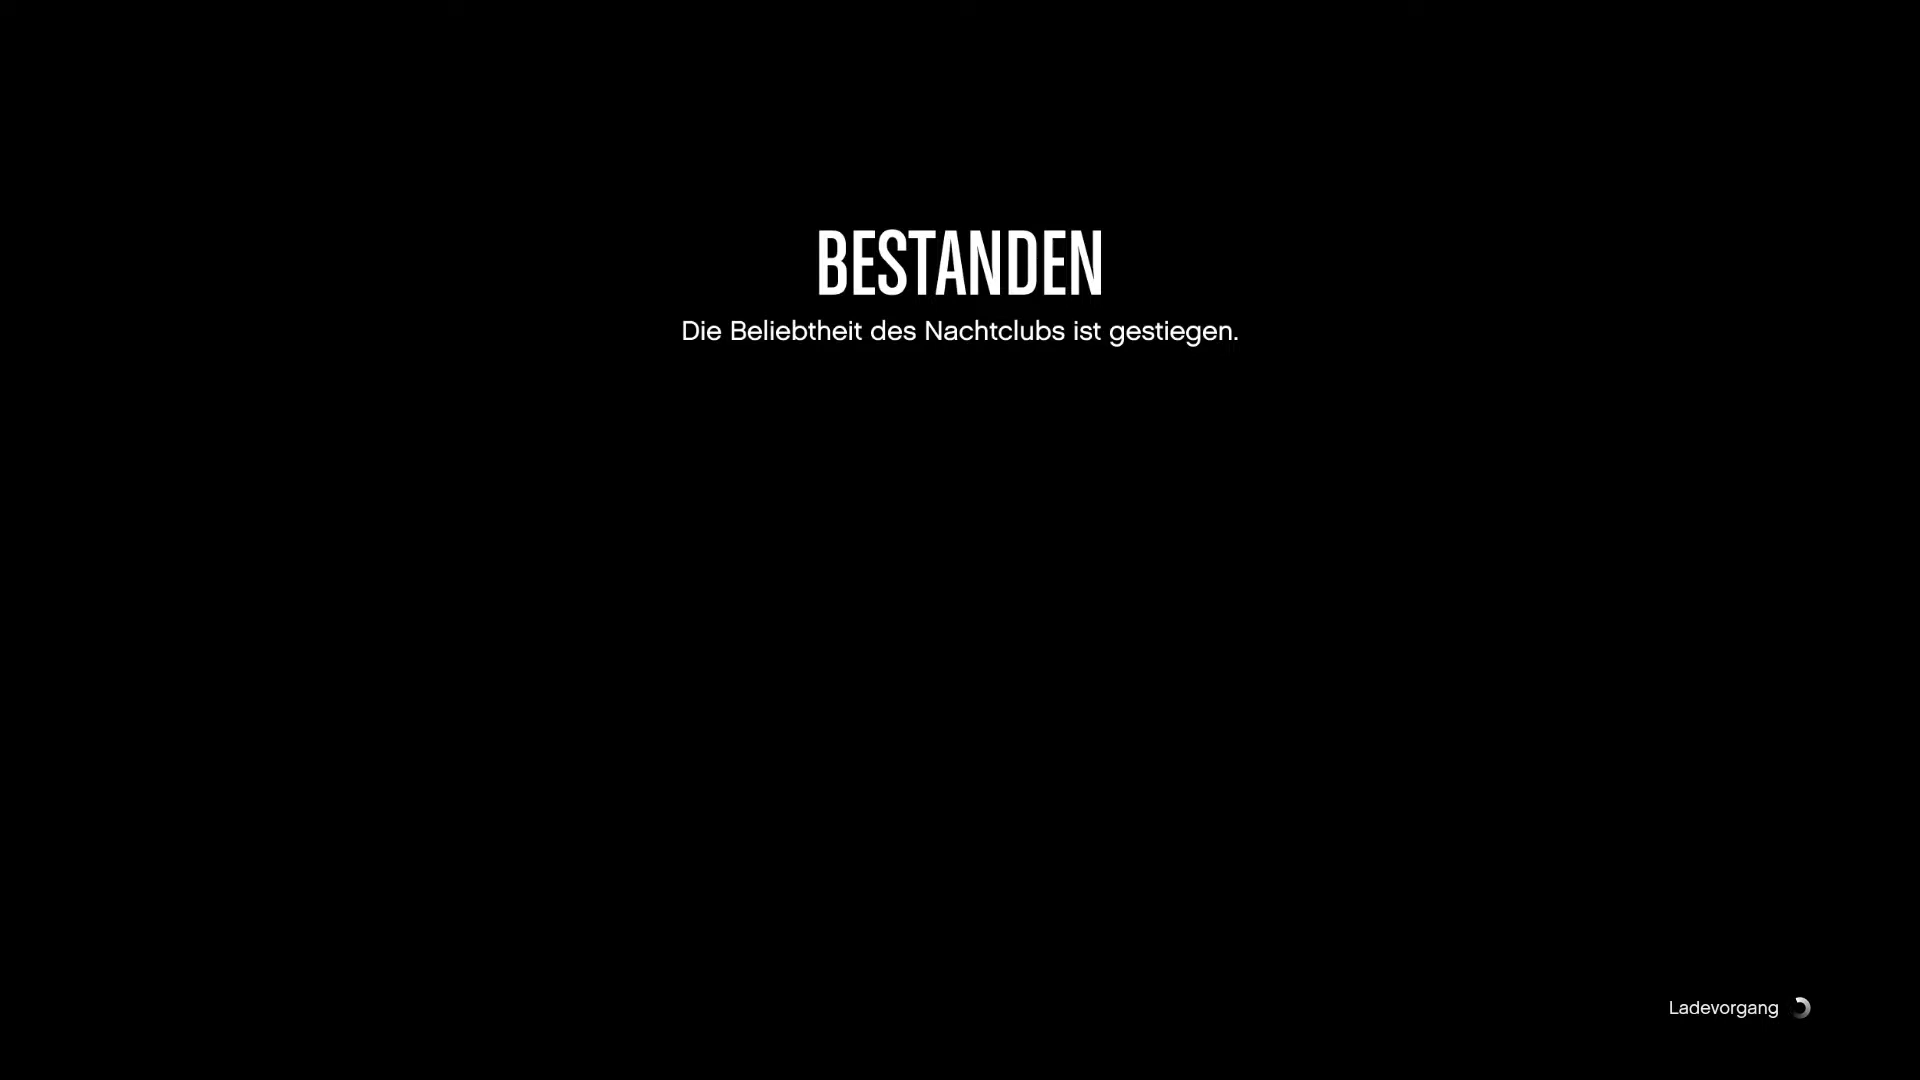 BESTANDEN
Die Beliebtheit des Nachtclubs ist gestiegen.
Ladevorgang